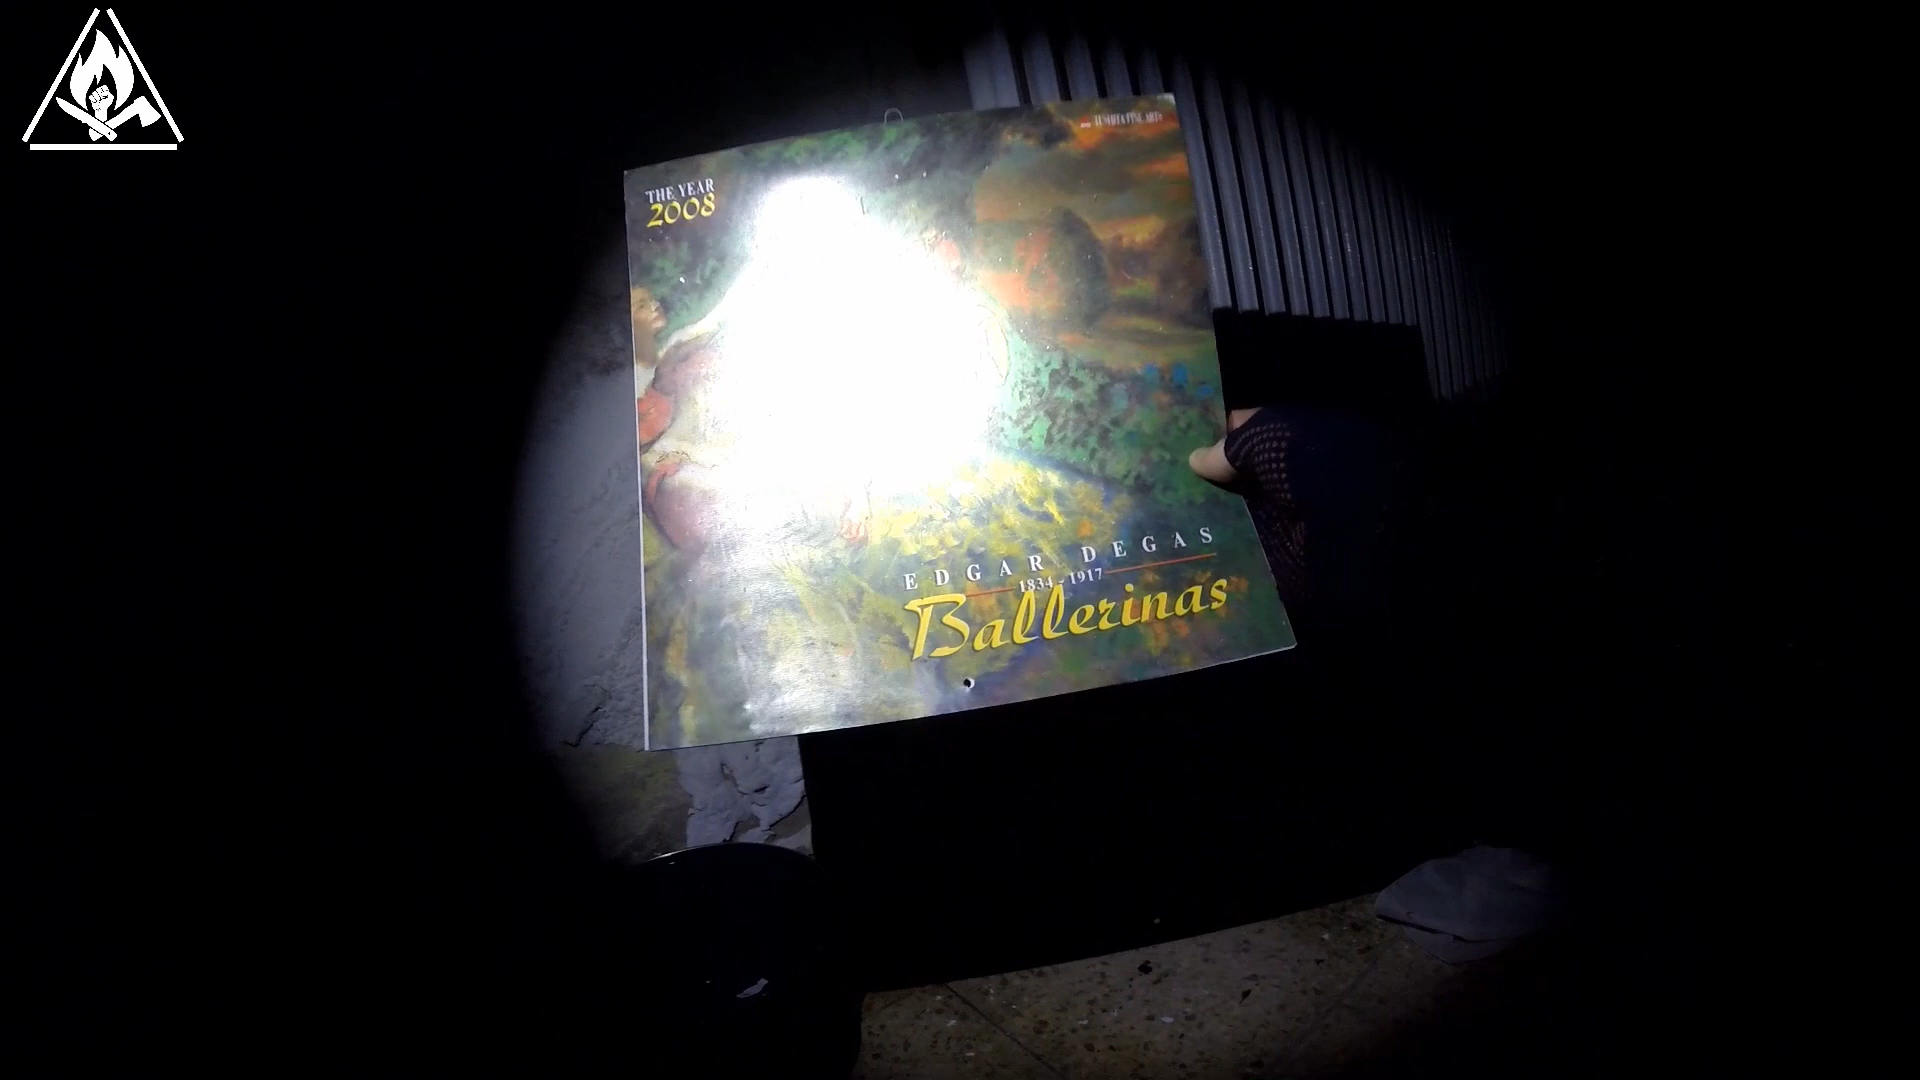 THE YEAR
2008
EDGAR DEGAS
1834-1917
Ballerinas